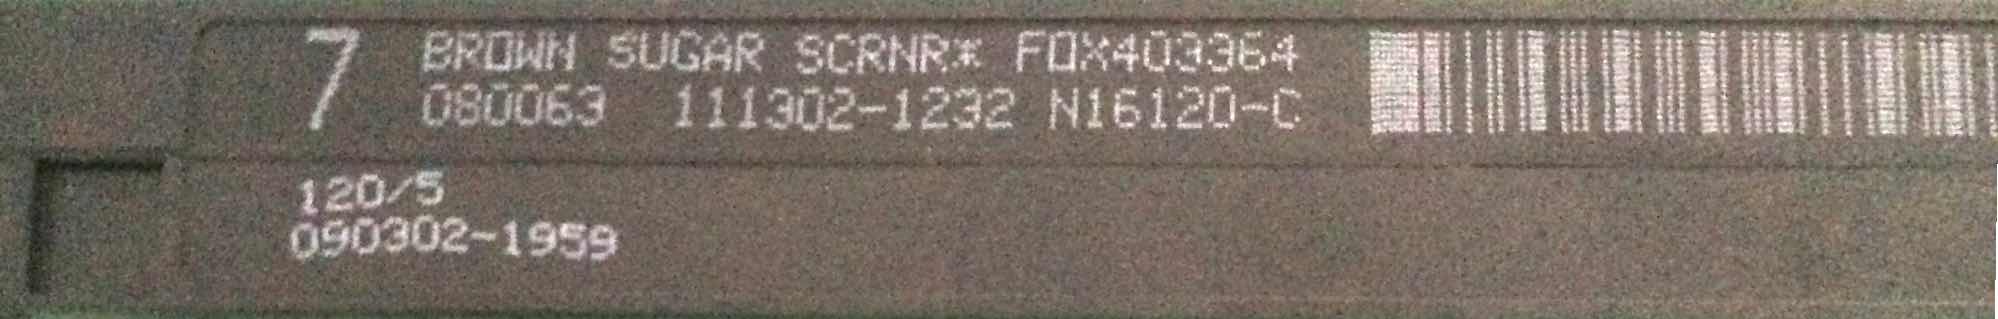 7 BROWN SUGAR SCRNR* FOX403364
080063 111302-1232 N16120-C
120/5
090302-1959